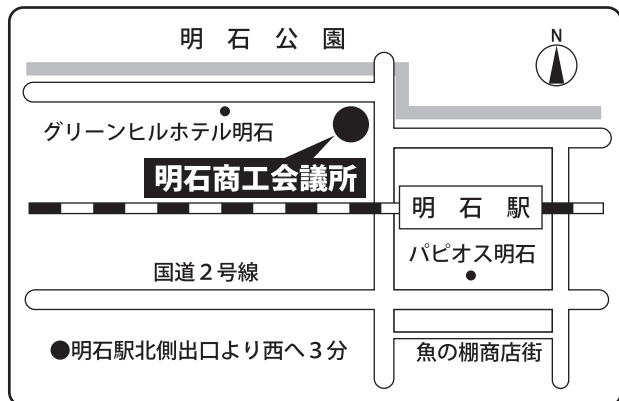 明石公園
N
グリーンヒルホテル明石
明石商工会議所
明石駅
パピオス明石
国道2号線
●明石駅北側出口より西へ3分
魚の棚商店街